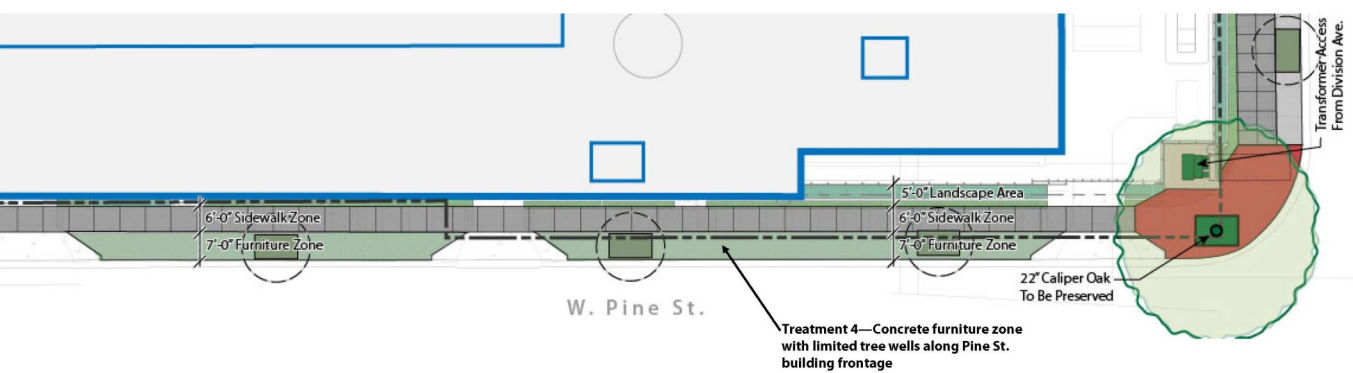 Transformer Access
From Division Ave.
5'-0" Landscape Area
6'-0" Sidewalk Zone
7'-0" Furniture Zone
6'-0" Sidewalk Zone
7'-0" Furniture Zone
22" Caliper Oak
To Be Preserved
W. Pine St.
Treatment 4—Concrete furniture zone
with limited tree wells along Pine St.
building frontage